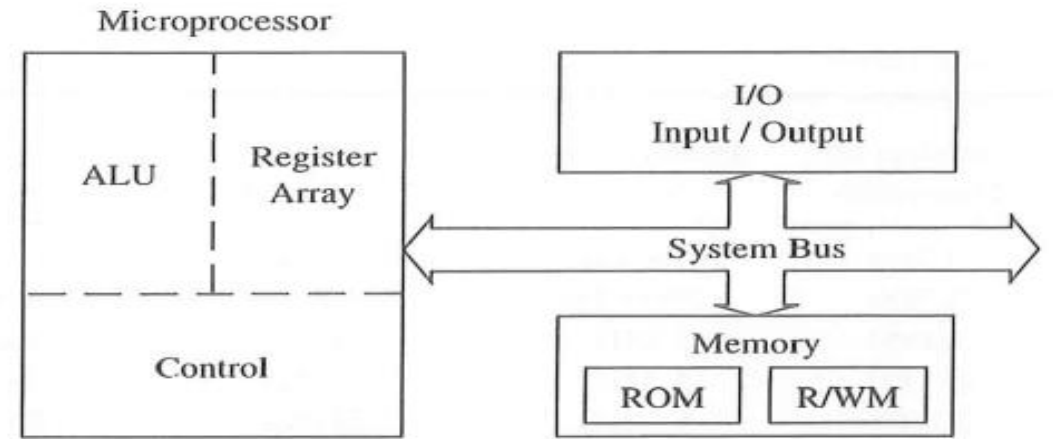 Microprocessor
ALU
Register
Array
Control
I/O
Input / Output
System Bus
Memory
ROM
R/WM